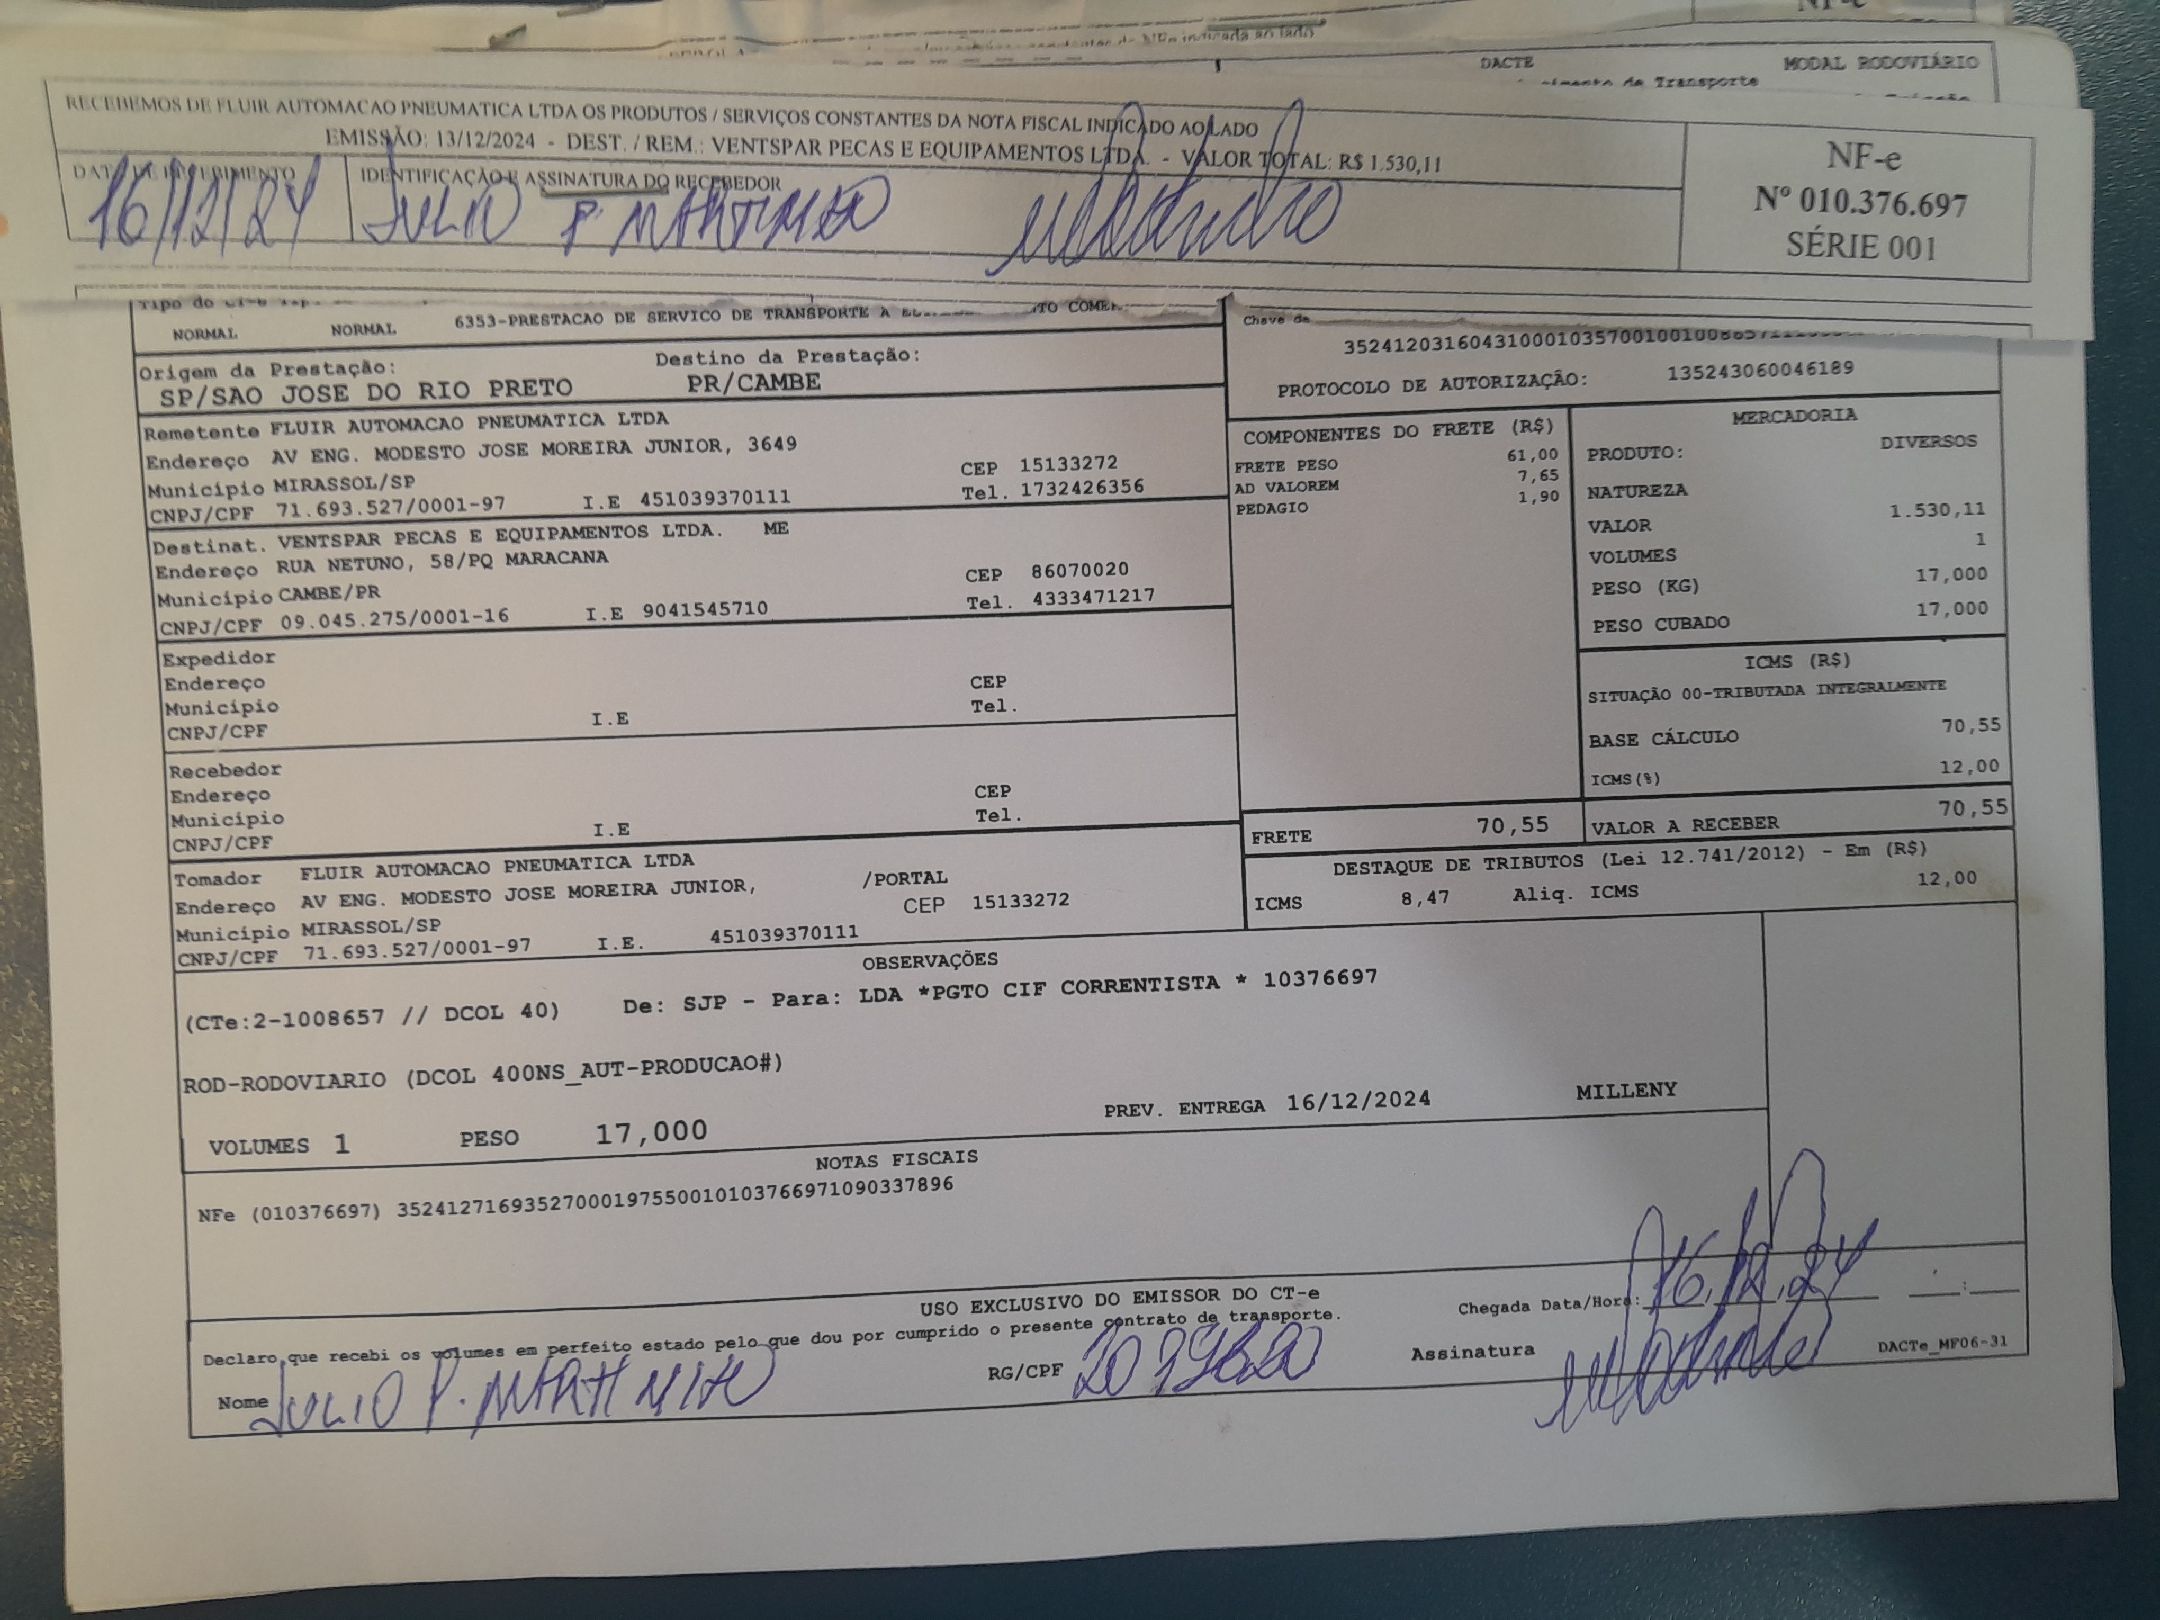 NF-e
DACTE
MODAL RODOVIÁRIO
RECEBEMOS DE FLUIR AUTOMACAO PNEUMATICA LTDA OS PRODUTOS / SERVIÇOS CONSTANTES DA NOTA FISCAL INDICADO AO LADO
EMISSÃO: 13/12/2024 - DEST. / REM.: VENTSPAR PECAS E EQUIPAMENTOS LTDA. - VALOR TOTAL: R$ 1.530,11
DATA DE RECEBIMENTO
16/12/24
IDENTIFICAÇÃO E ASSINATURA DO RECEBEDOR
JULIO P.
NF-e
Nº 010.376.697
SÉRIE 001
Tipo do
NORMAL NORMAL 6353-PRESTACAO DE SERVICO DE TRANSPORTE A
Origem da Prestação: Destino da Prestação:
SP/SAO JOSE DO RIO PRETO PR/CAMBE
Chave de
PROTOCOLO DE AUTORIZAÇÃO: 135243060046189
Remetente FLUIR AUTOMACAO PNEUMATICA LTDA
Endereço AV ENG. MODESTO JOSE MOREIRA JUNIOR, 3649
Município MIRASSOL/SP CEP 15133272
CNPJ/CPF 71.693.527/0001-97 I.E 451039370111 Tel. 1732426356
Destinat. VENTSPAR PECAS E EQUIPAMENTOS LTDA. ME
Endereço RUA NETUNO, 58/PQ MARACANA
Município CAMBE/PR CEP 86070020
CNPJ/CPF 09.045.275/0001-16 I.E 9041545710 Tel. 4333471217
Expedidor
Endereço
Município CEP
CNPJ/CPF I.E Tel.
Recebedor
Endereço
Município CEP
CNPJ/CPF I.E Tel.
Tomador FLUIR AUTOMACAO PNEUMATICA LTDA
Endereço AV ENG. MODESTO JOSE MOREIRA JUNIOR, /PORTAL
Município MIRASSOL/SP CEP 15133272
CNPJ/CPF 71.693.527/0001-97 I.E. 451039370111
COMPONENTES DO FRETE (R$)
FRETE PESO 61,00
AD VALOREM 7,65
PEDAGIO 1,90
MERCADORIA
PRODUTO: DIVERSOS
NATUREZA
VALOR 1.530,11
VOLUMES 1
PESO (KG) 17,000
PESO CUBADO 17,000
ICMS (R$)
SITUAÇÃO 00-TRIBUTADA INTEGRALMENTE
BASE CÁLCULO 70,55
ICMS(%) 12,00
FRETE 70,55 VALOR A RECEBER 70,55
DESTAQUE DE TRIBUTOS (Lei 12.741/2012) - Em (R$)
ICMS 8,47 Aliq. ICMS 12,00
OBSERVAÇÕES
(CTe:2-1008657 // DCOL 40) De: SJP - Para: LDA *PGTO CIF CORRENTISTA * 10376697
ROD-RODOVIARIO (DCOL 400NS_AUT-PRODUCAO#)
VOLUMES 1 PESO 17,000 PREV. ENTREGA 16/12/2024 MILLENY
NOTAS FISCAIS
NFe (010376697) 35241271693527000197550010103766971090337896
USO EXCLUSIVO DO EMISSOR DO CT-e
Declaro que recebi os volumes em perfeito estado pelo que dou por cumprido o presente contrato de transporte.
Chegada Data/Hora: 16.12.24
Nome JULIO P.
RG/CPF
Assinatura
DACTe_MF06-31